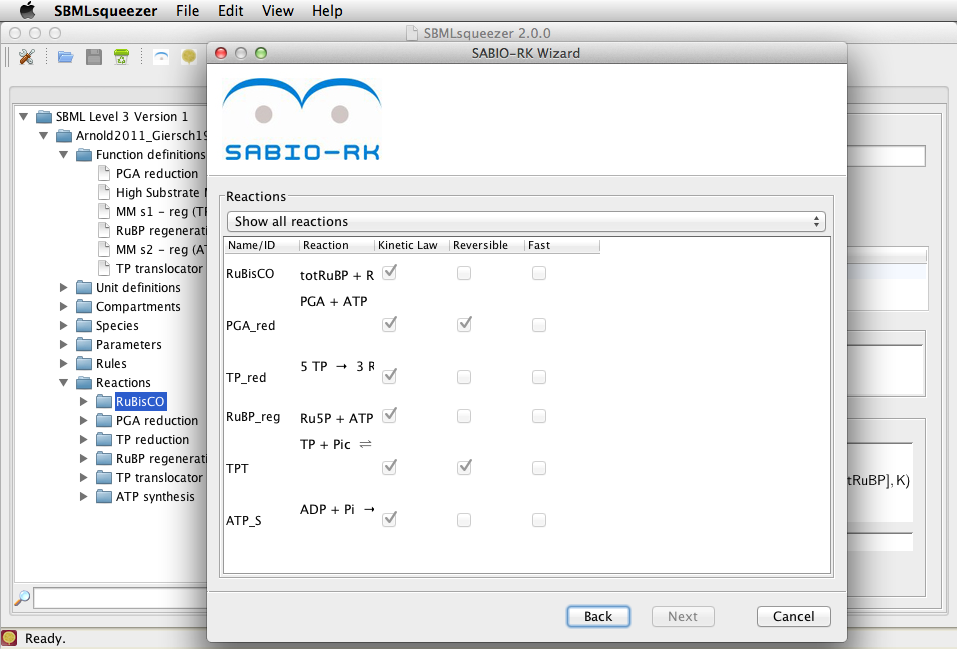 SBMLsqueezer File Edit View Help
SBMLsqueezer 2.0.0
SABIO-RK Wizard
SABIO-RK
SBML Level 3 Version 1
Arnold2011_Giersch19
Function definitions
PGA reduction
High Substrate
MM s1 - reg (TP
RuBP regenerati
MM s2 - reg (AT
TP translocator
Unit definitions
Compartments
Species
Parameters
Rules
Reactions
RuBisCO
PGA reduction
TP reduction
RuBP regenerati
TP translocator
ATP synthesis
Reactions
Show all reactions
Name/ID Reaction Kinetic Law Reversible Fast
RuBisCO totRuBP + R
PGA + ATP
PGA_red
5 TP → 3 R
TP_red
RuBP_reg Ru5P + ATP
TP + Pic ⇌
TPT
ADP + Pi →
ATP_S
tRuBP], K)
Back Next Cancel
Ready.